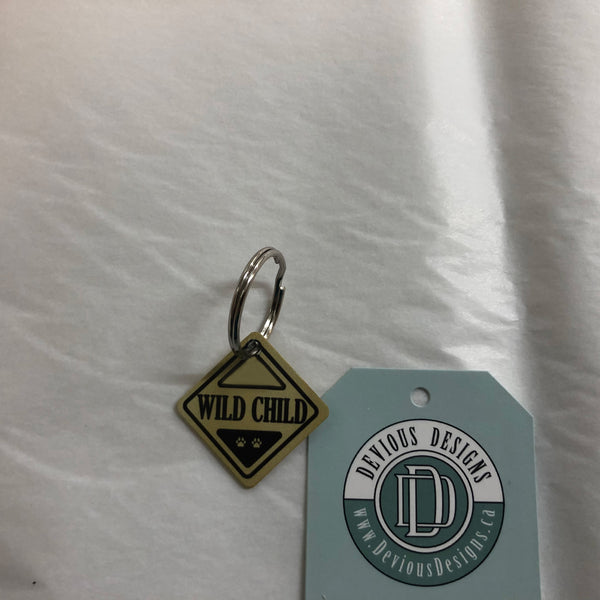 WILD CHILD
DEVIOUS DESIGNS
DD
www.DeviousDesigns.ca